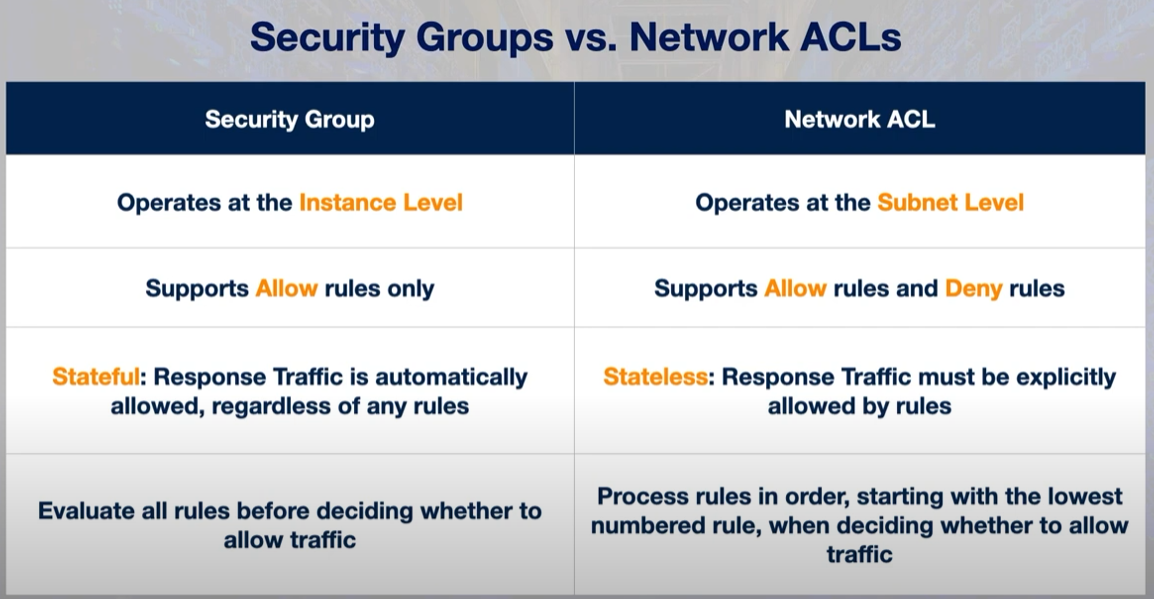 Security Groups vs. Network ACLs
Security Group
Network ACL
Operates at the Instance Level
Operates at the Subnet Level
Supports Allow rules only
Supports Allow rules and Deny rules
Stateful: Response Traffic is automatically
allowed, regardless of any rules
Stateless: Response Traffic must be explicitly
allowed by rules
Evaluate all rules before deciding whether to
allow traffic
Process rules in order, starting with the lowest
numbered rule, when deciding whether to allow
traffic